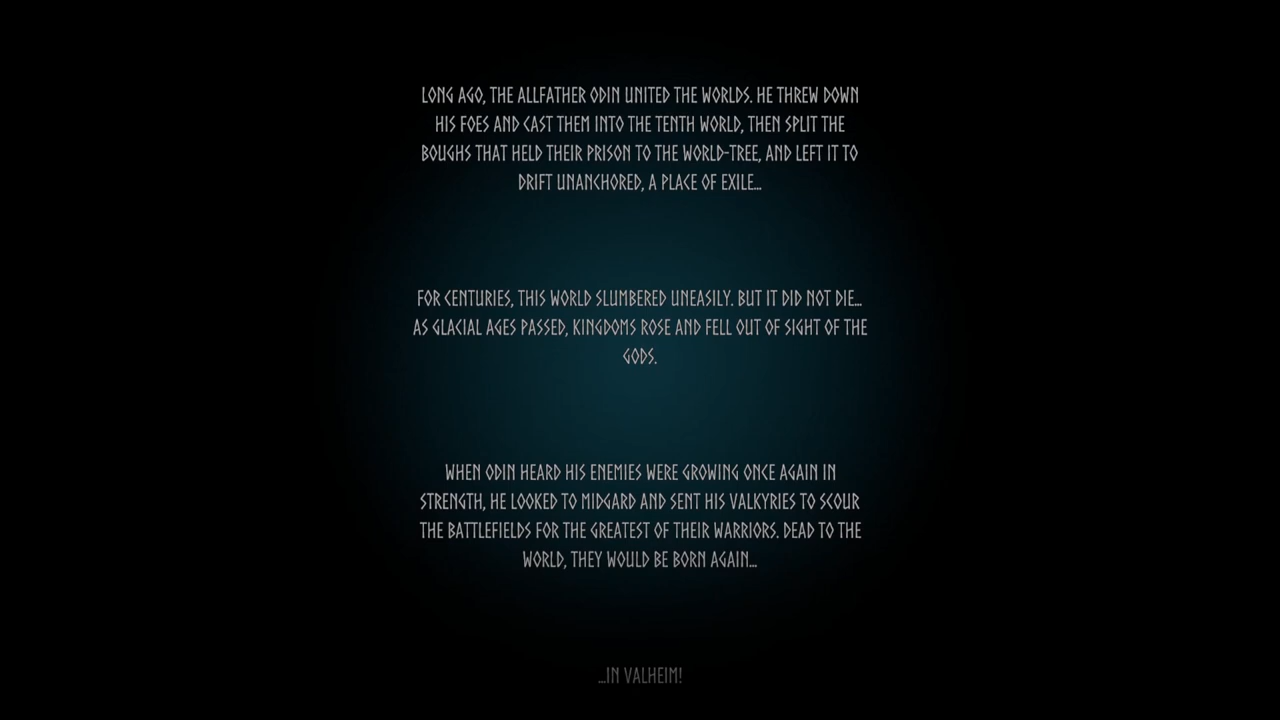 LONG AGO, THE ALLFATHER ODIN UNITED THE WORLDS. HE THREW DOWN
HIS FOES AND CAST THEM INTO THE TENTH WORLD, THEN SPLIT THE
BOUGHS THAT HELD THEIR PRISON TO THE WORLD-TREE, AND LEFT IT TO
DRIFT UNANCHORED, A PLACE OF EXILE...
FOR CENTURIES, THIS WORLD SLUMBERED UNEASILY. BUT IT DID NOT DIE...
AS GLACIAL AGES PASSED, KINGDOMS ROSE AND FELL OUT OF SIGHT OF THE
GODS.
WHEN ODIN HEARD HIS ENEMIES WERE GROWING ONCE AGAIN IN
STRENGTH, HE LOOKED TO MIDGARD AND SENT HIS VALKYRIES TO SCOUR
THE BATTLEFIELDS FOR THE GREATEST OF THEIR WARRIORS. DEAD TO THE
WORLD, THEY WOULD BE BORN AGAIN...
...IN VALHEIM!